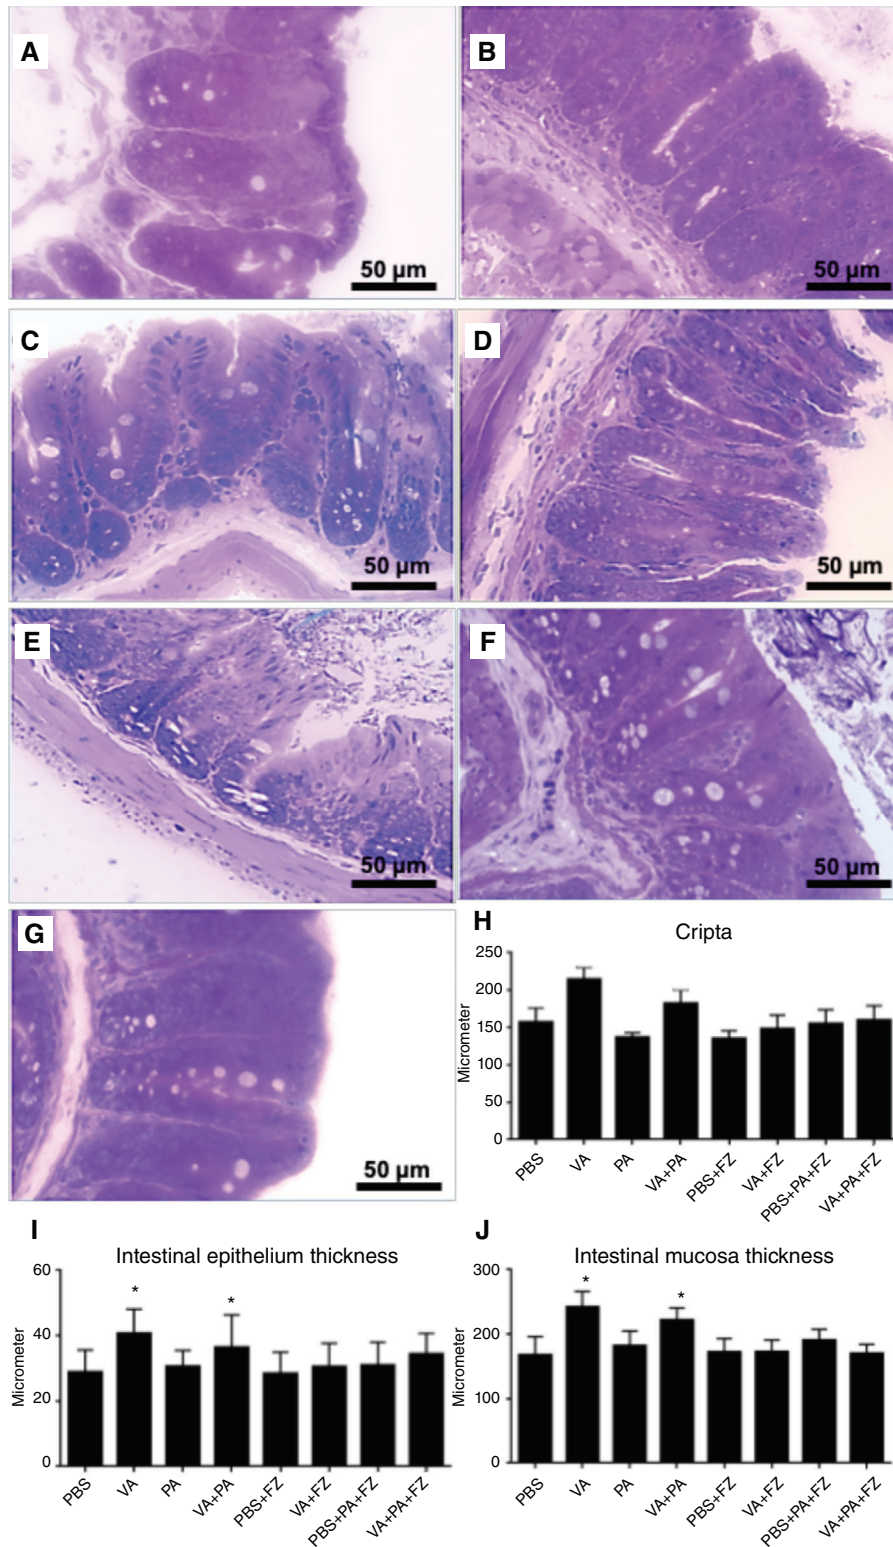 A
50 µm
B
50 µm
C
50 µm
D
50 µm
E
50 µm
F
50 µm
G
50 µm
H
Cripta
Micrometer
250
200
150
100
50
0
PBS
VA
PA
VA+PA
PBS+FZ
VA+FZ
PBS+PA+FZ
VA+PA+FZ
I
Intestinal epithelium thickness
Micrometer
60
40
20
0
*
*
PBS
VA
PA
VA+PA
PBS+FZ
VA+FZ
PBS+PA+FZ
VA+PA+FZ
J
Intestinal mucosa thickness
Micrometer
300
200
100
0
*
*
PBS
VA
PA
VA+PA
PBS+FZ
VA+FZ
PBS+PA+FZ
VA+PA+FZ